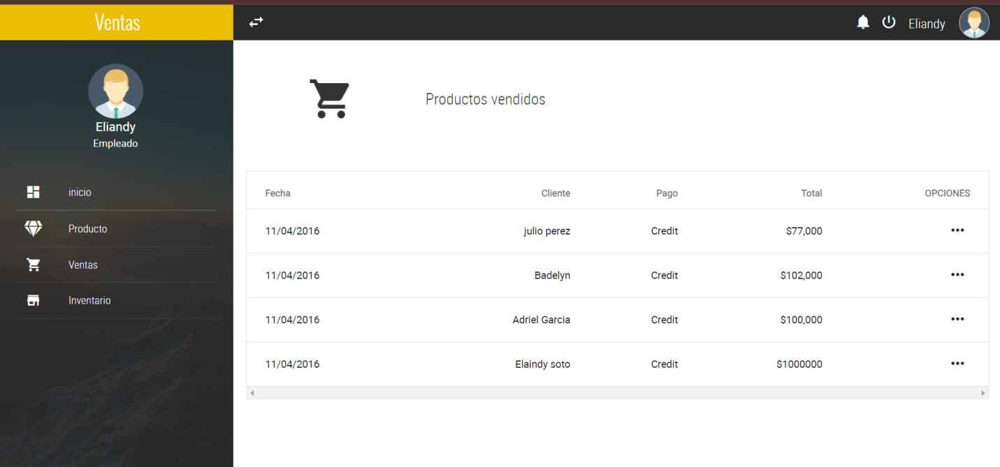 Ventas
Eliandy
Eliandy
Empleado
inicio
Producto
Ventas
Inventario
Productos vendidos
Fecha Cliente Pago Total OPCIONES
11/04/2016 julio perez Credit $77,000
11/04/2016 Badelyn Credit $102,000
11/04/2016 Adriel Garcia Credit $100,000
11/04/2016 Elaindy soto Credit $1000000